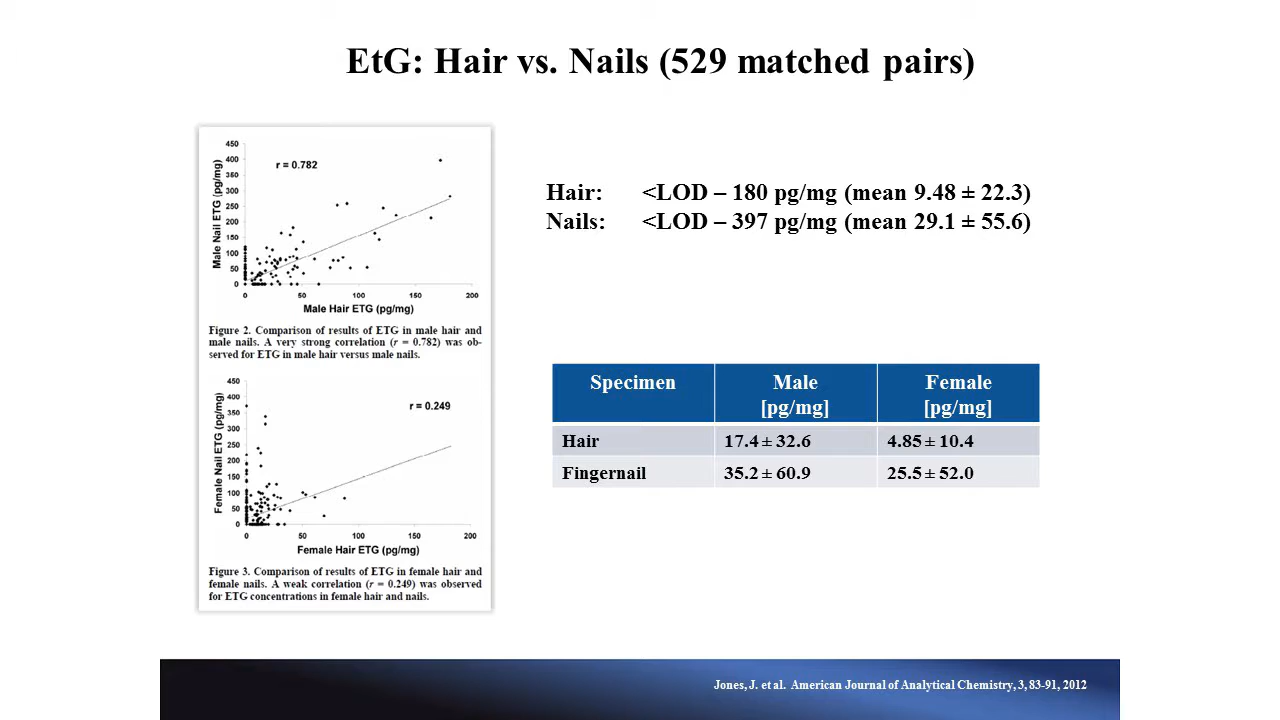 EtG: Hair vs. Nails (529 matched pairs)
450
400
350
300
250
200
150
100
50
0
Male Nail ETG (pg/mg)
r = 0.782
0 50 100 150 200
Male Hair ETG (pg/mg)
Figure 2. Comparison of results of ETG in male hair and
male nails. A very strong correlation (r = 0.782) was ob-
served for ETG in male hair versus male nails.
450
400
350
300
250
200
150
100
50
0
Female Nail ETG (pg/mg)
r = 0.249
0 50 100 150 200
Female Hair ETG (pg/mg)
Figure 3. Comparison of results of ETG in female hair and
female nails. A weak correlation (r = 0.249) was observed
for ETG concentrations in female hair and nails.
Hair: <LOD – 180 pg/mg (mean 9.48 ± 22.3)
Nails: <LOD – 397 pg/mg (mean 29.1 ± 55.6)
Specimen Male Female
[pg/mg] [pg/mg]
Hair 17.4 ± 32.6 4.85 ± 10.4
Fingernail 35.2 ± 60.9 25.5 ± 52.0
Jones, J. et al. American Journal of Analytical Chemistry, 3, 83-91, 2012